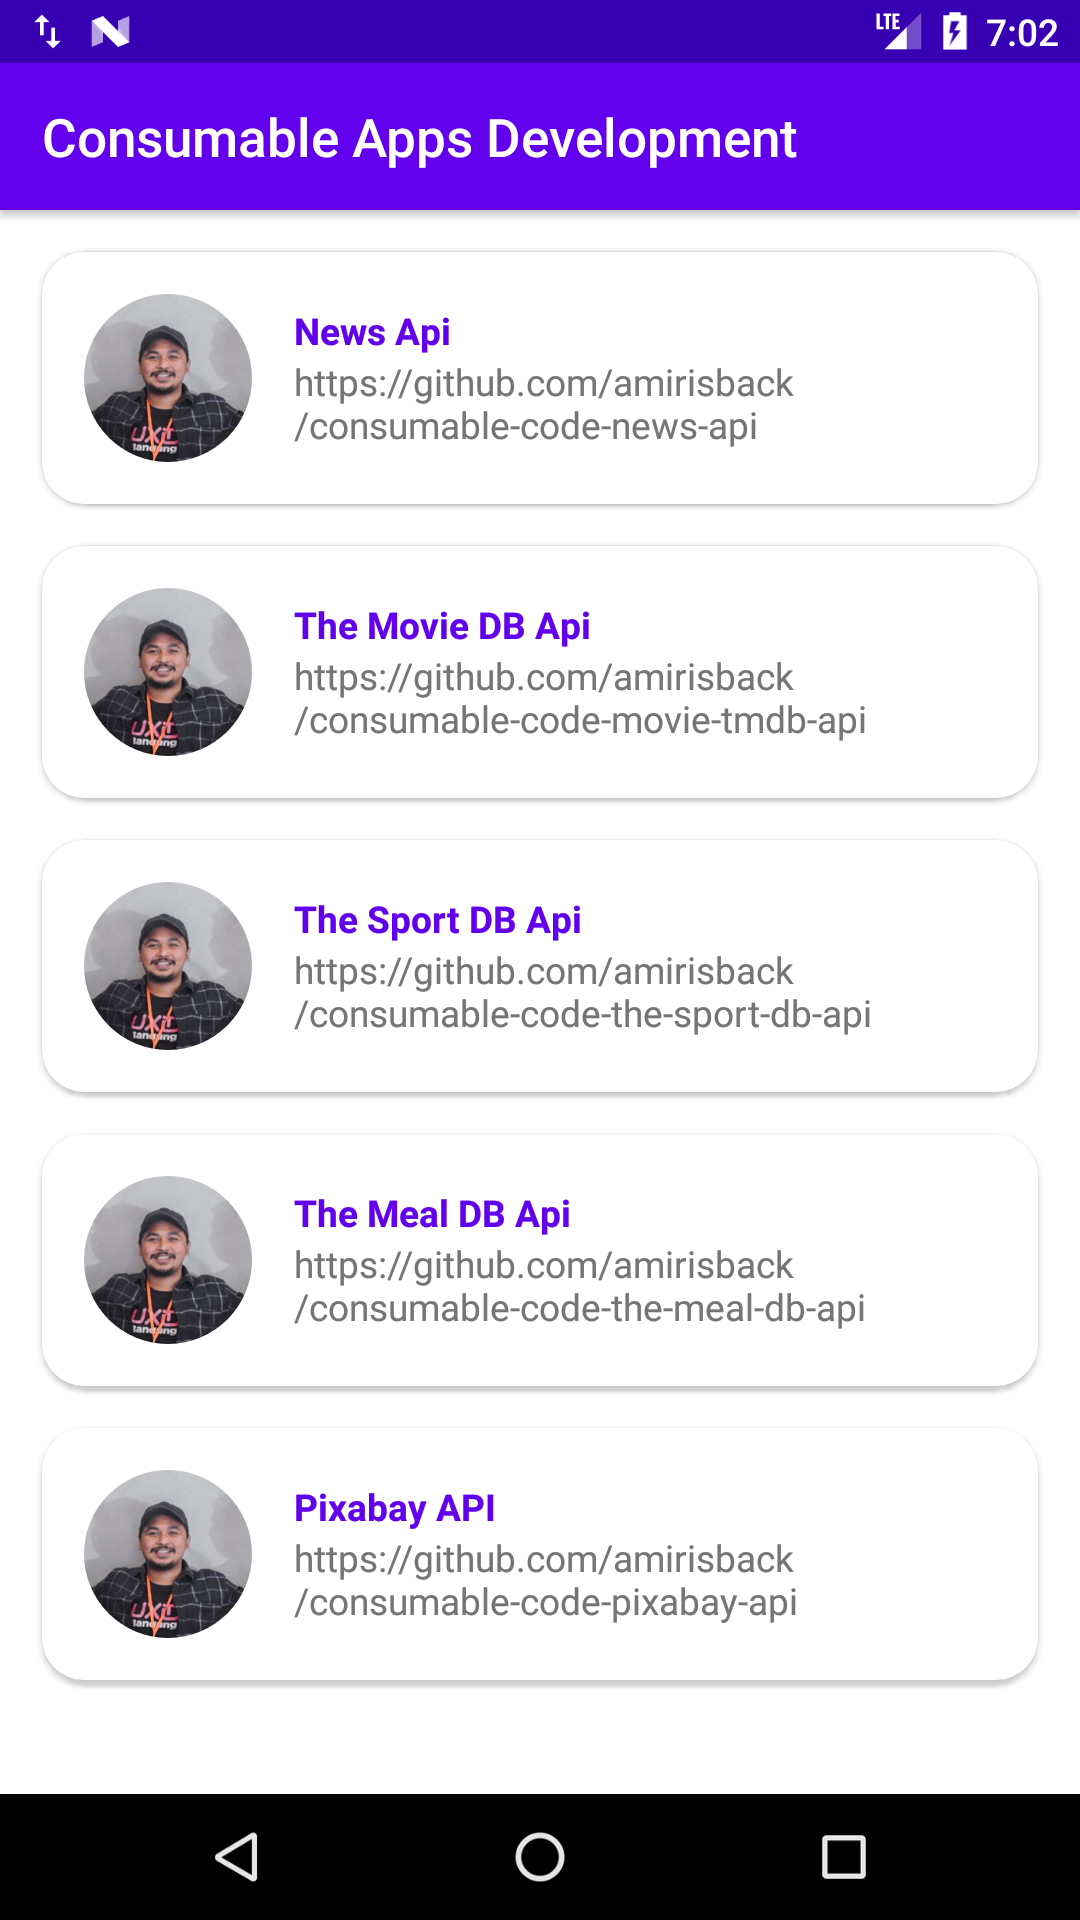 LTE 7:02
Consumable Apps Development
News Api
https://github.com/amirisback
/consumable-code-news-api
The Movie DB Api
https://github.com/amirisback
/consumable-code-movie-tmdb-api
The Sport DB Api
https://github.com/amirisback
/consumable-code-the-sport-db-api
The Meal DB Api
https://github.com/amirisback
/consumable-code-the-meal-db-api
Pixabay API
https://github.com/amirisback
/consumable-code-pixabay-api